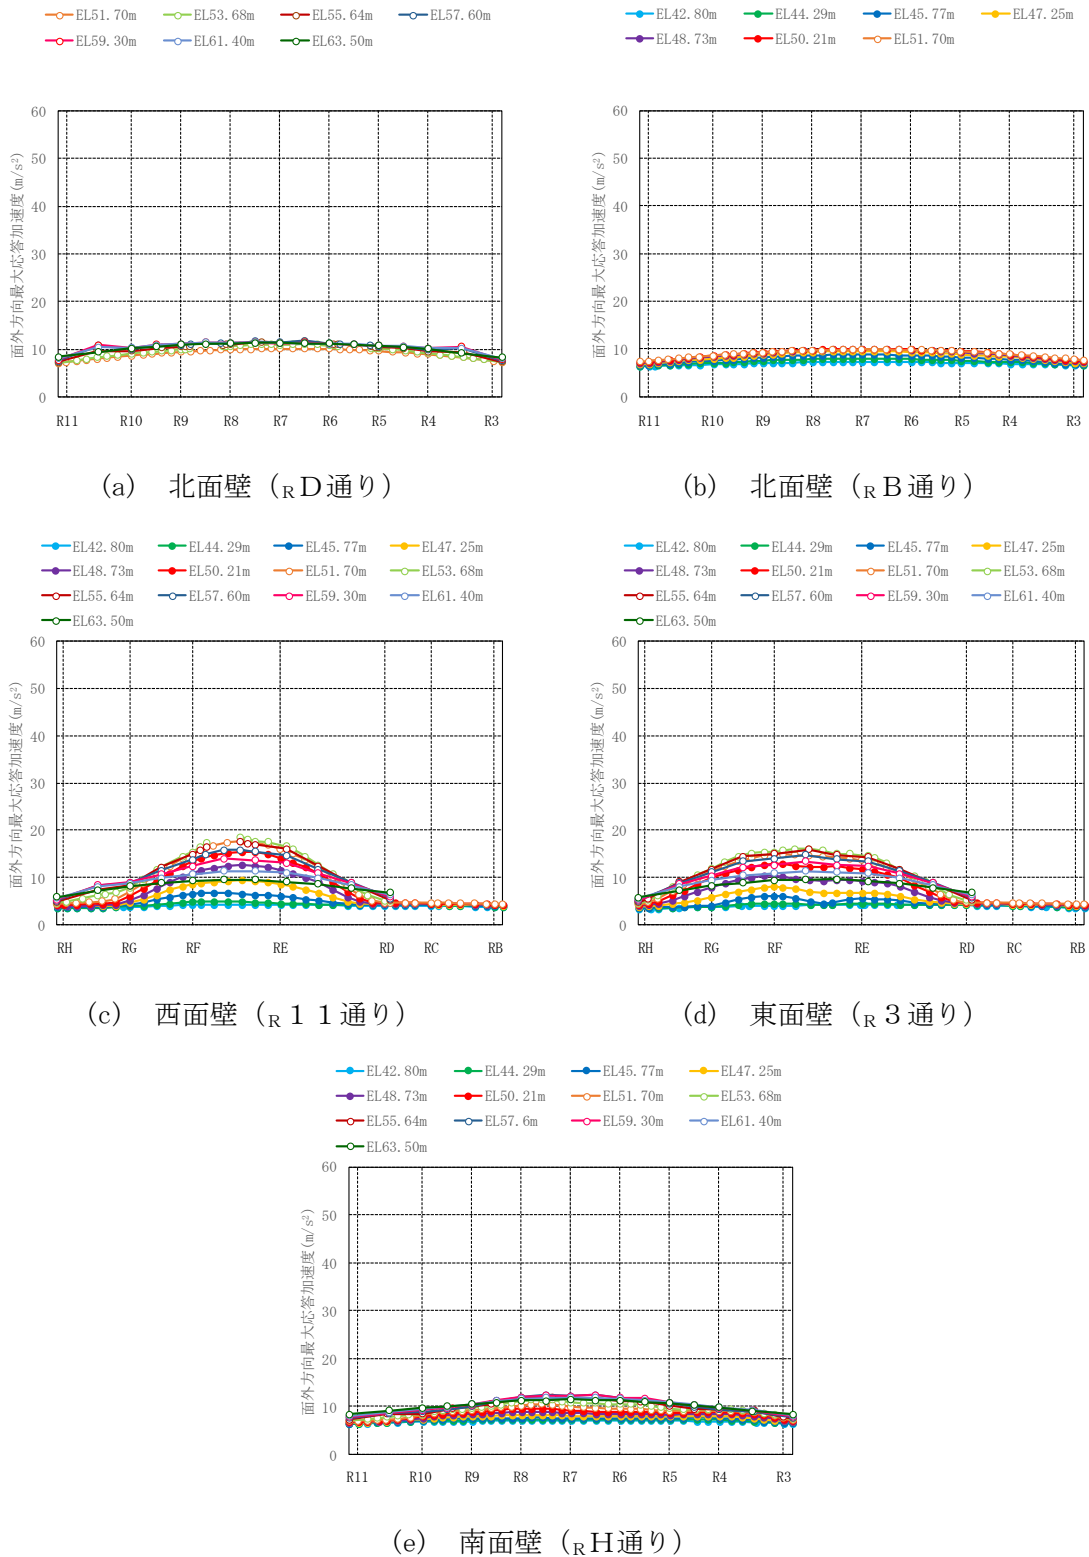 EL51.70m EL53.68m EL55.64m EL57.60m
EL59.30m EL61.40m EL63.50m
面外方向最大応答加速度(m/s²)
60
50
40
30
20
10
0
R11 R10 R9 R8 R7 R6 R5 R4 R3
(a) 北面壁（RD通り）
EL42.80m EL44.29m EL45.77m EL47.25m
EL48.73m EL50.21m EL51.70m
面外方向最大応答加速度(m/s²)
60
50
40
30
20
10
0
R11 R10 R9 R8 R7 R6 R5 R4 R3
(b) 北面壁（RB通り）
EL42.80m EL44.29m EL45.77m EL47.25m
EL48.73m EL50.21m EL51.70m EL53.68m
EL55.64m EL57.60m EL59.30m EL61.40m
EL63.50m
面外方向最大応答加速度(m/s²)
60
50
40
30
20
10
0
RH RG RF RE RD RC RB
(c) 西面壁（R１１通り）
EL42.80m EL44.29m EL45.77m EL47.25m
EL48.73m EL50.21m EL51.70m EL53.68m
EL55.64m EL57.60m EL59.30m EL61.40m
EL63.50m
面外方向最大応答加速度(m/s²)
60
50
40
30
20
10
0
RH RG RF RE RD RC RB
(d) 東面壁（R３通り）
EL42.80m EL44.29m EL45.77m EL47.25m
EL48.73m EL50.21m EL51.70m EL53.68m
EL55.64m EL57.6m EL59.30m EL61.40m
EL63.50m
面外方向最大応答加速度(m/s²)
60
50
40
30
20
10
0
R11 R10 R9 R8 R7 R6 R5 R4 R3
(e) 南面壁（RH通り）